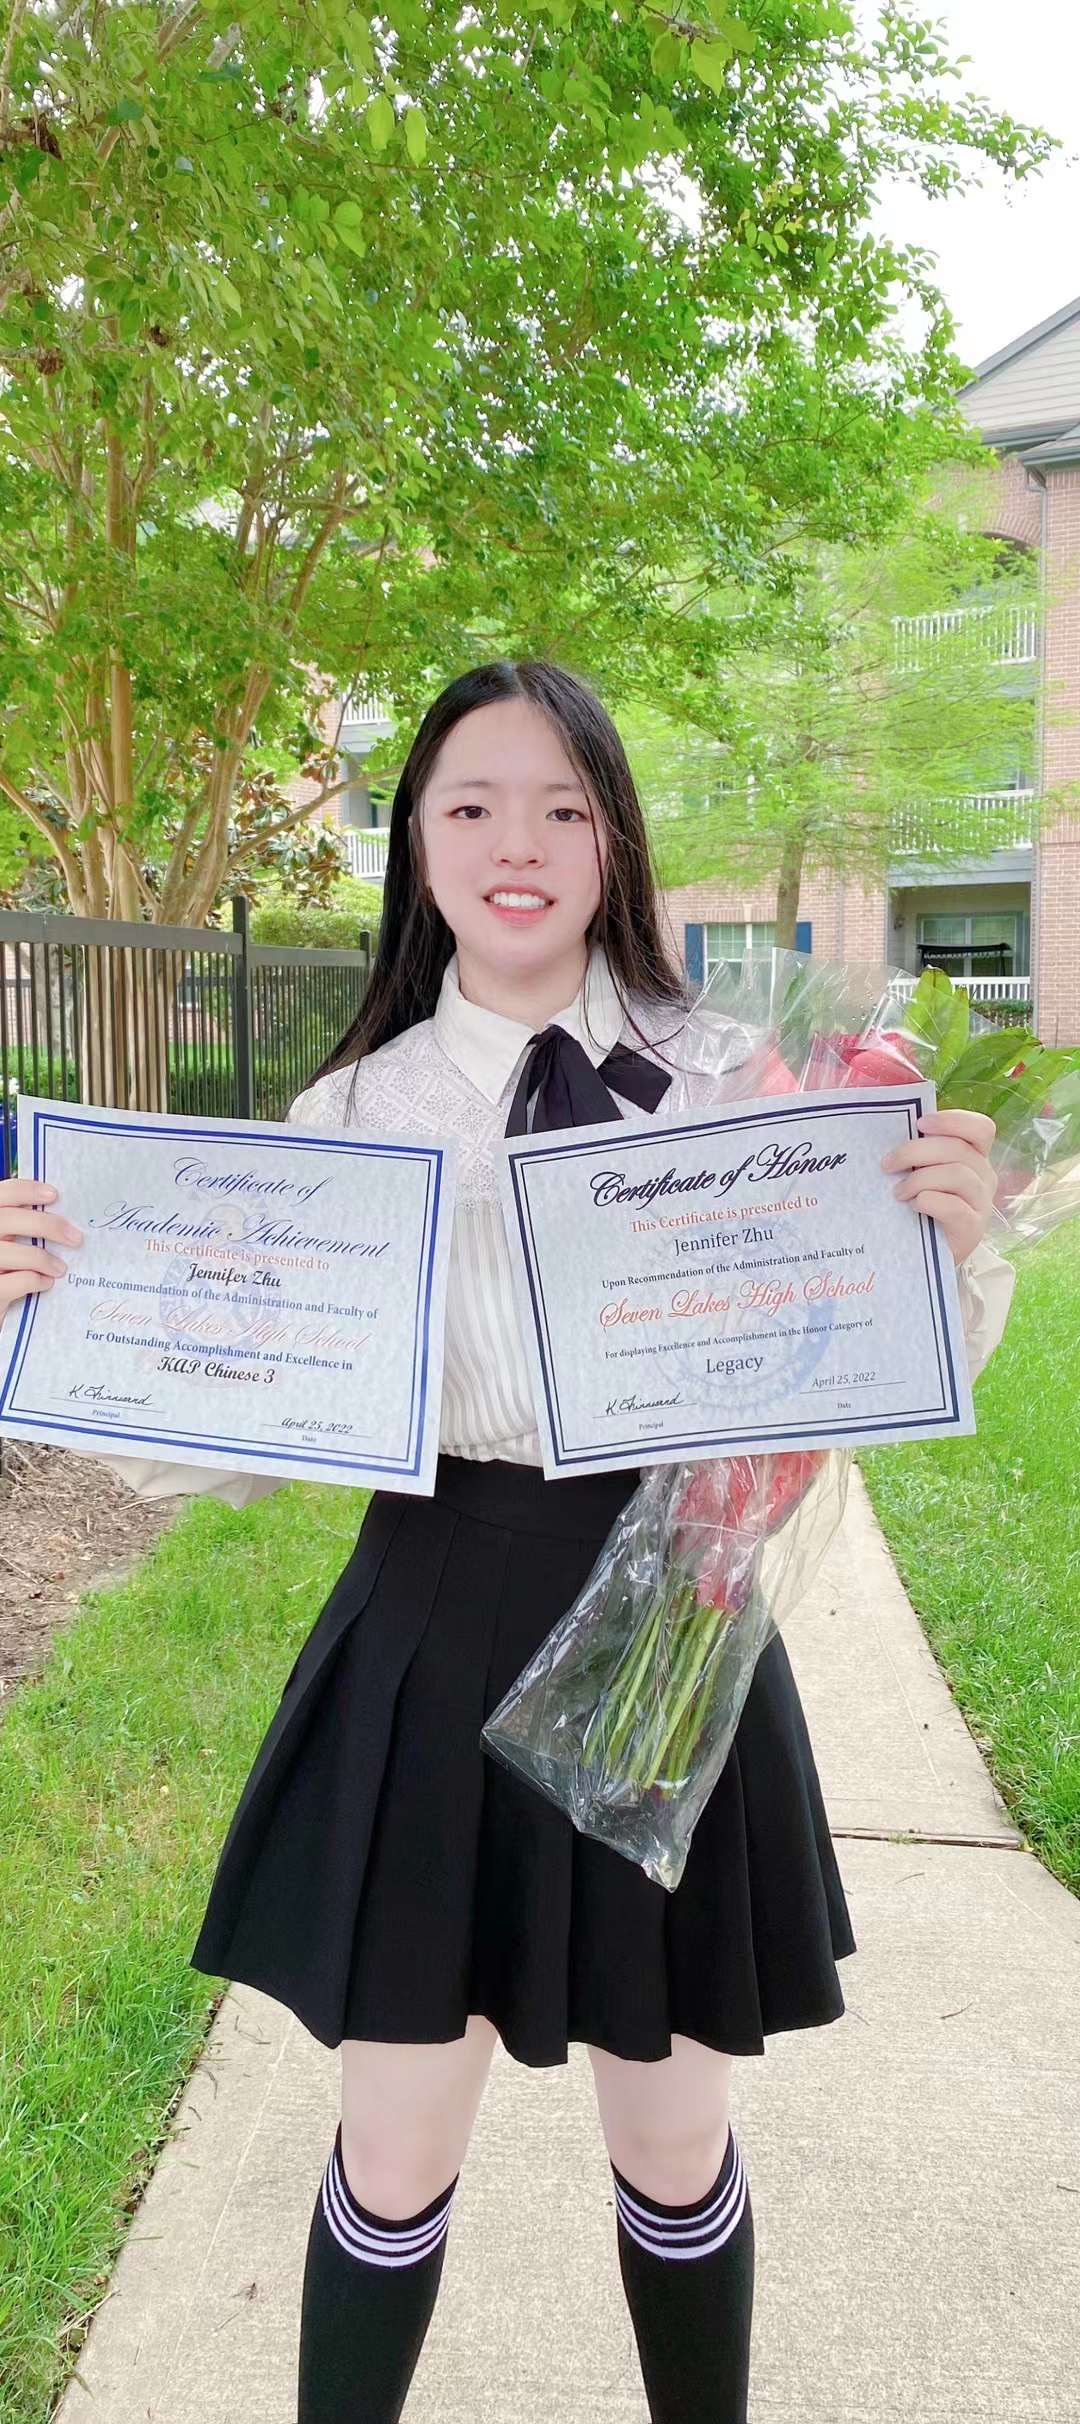 Certificate of
Academic Achievement
This Certificate is presented to
Jennifer Zhu
Upon Recommendation of the Administration and Faculty of
Seven Lakes High School
For Outstanding Accomplishment and Excellence in
KAP Chinese 3
Principal
April 25, 2022
Date
Certificate of Honor
This Certificate is presented to
Jennifer Zhu
Upon Recommendation of the Administration and Faculty of
Seven Lakes High School
For displaying Excellence and Accomplishment in the Honor Category of
Legacy
April 25, 2022
Principal
Date